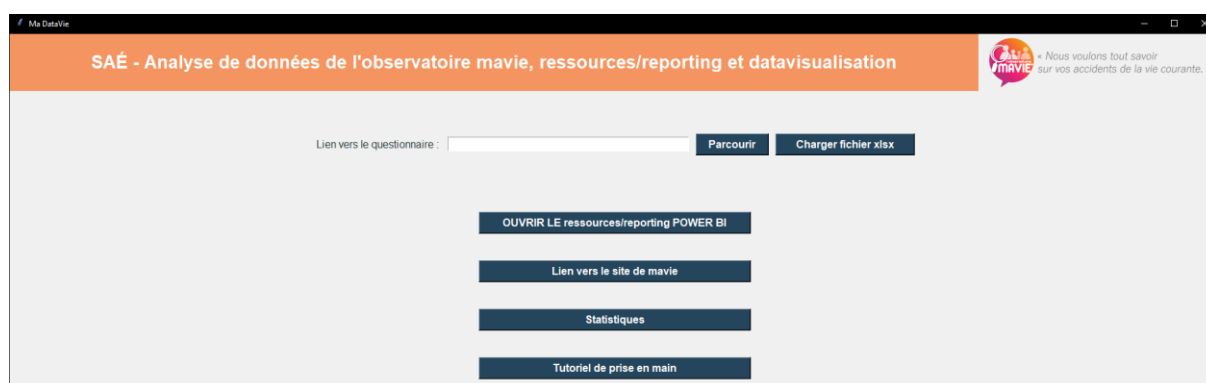 Ma DataVie
SAÉ - Analyse de données de l'observatoire mavie, ressources/reporting et datavisualisation
MAVIE
« Nous voulons tout savoir
sur vos accidents de la vie courante.
Lien vers le questionnaire :
Parcourir
Charger fichier xlsx
OUVRIR LE ressources/reporting POWER BI
Lien vers le site de mavie
Statistiques
Tutoriel de prise en main